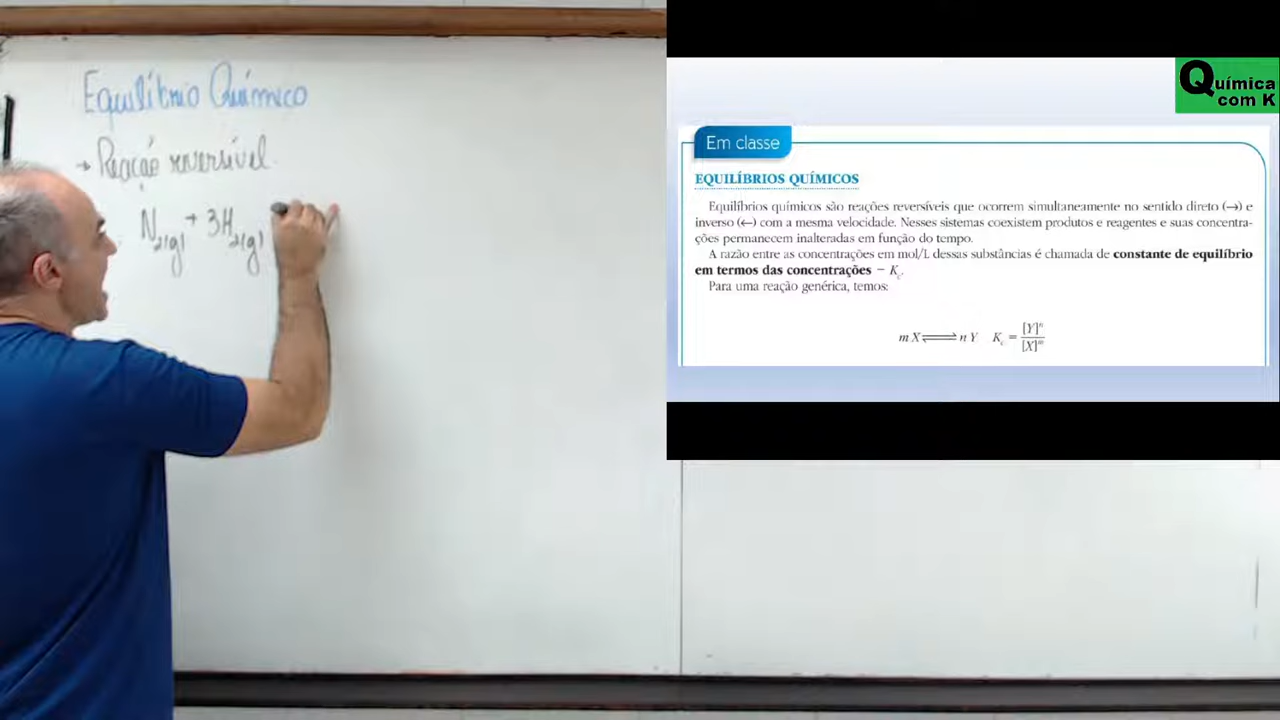 Equilíbrio Químico
→ Reação reversível
N2(g) + 3H2(g)
Química
com K
Em classe
EQUILÍBRIOS QUÍMICOS
Equilíbrios químicos são reações reversíveis que ocorrem simultaneamente no sentido direto (→) e
inverso (←) com a mesma velocidade. Nesses sistemas coexistem produtos e reagentes e suas concentra-
ções permanecem inalteradas em função do tempo.
A razão entre as concentrações em mol/L dessas substâncias é chamada de constante de equilíbrio
em termos das concentrações – Kc.
Para uma reação genérica, temos:
m X ⇌ n Y Kc = [Y]ⁿ / [X]ᵐ